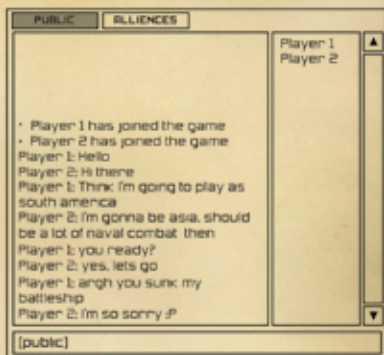 PUBLIC
ALLIENCES
• Player 1 has joined the game
• Player 2 has joined the game
Player 1: Hello
Player 2: Hi there
Player 1: Think I'm going to play as
south america
Player 2: I'm gonna be asia, should
be a lot of naval combat then
Player 1: you ready?
Player 2: yes, lets go
Player 1: argh you sunk my
battleship
Player 2: I'm so sorry :P
Player 1
Player 2
[public]